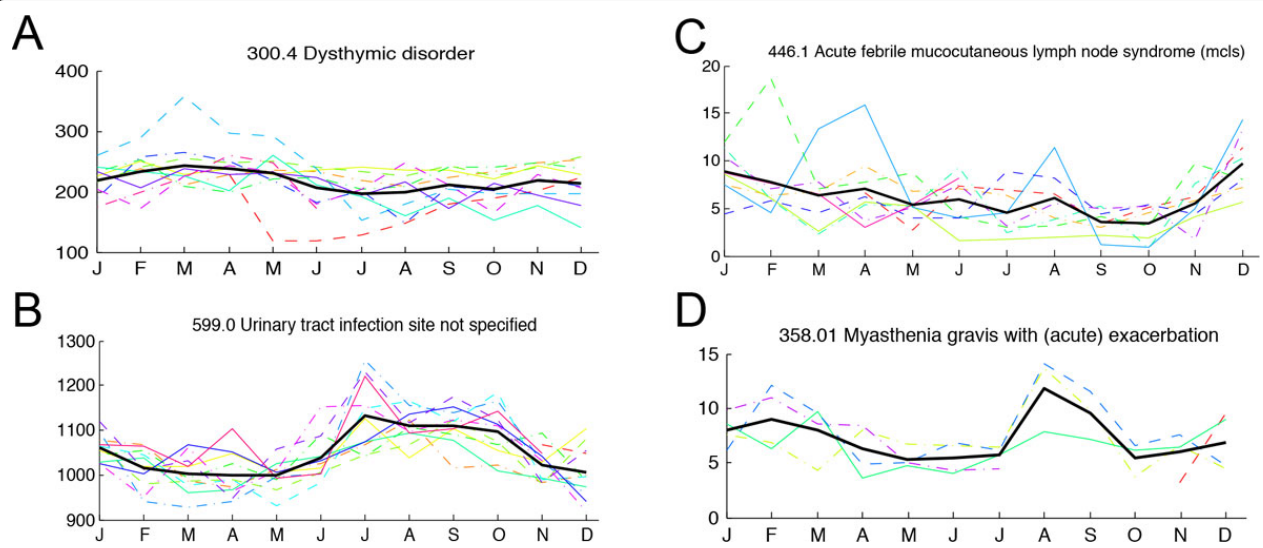 A
300.4 Dysthymic disorder
400
300
200
100
J F M A M J J A S O N D
B
599.0 Urinary tract infection site not specified
1300
1200
1100
1000
900
J F M A M J J A S O N D
C
446.1 Acute febrile mucocutaneous lymph node syndrome (mcls)
20
15
10
5
0
J F M A M J J A S O N D
D
358.01 Myasthenia gravis with (acute) exacerbation
15
10
5
0
J F M A M J J A S O N D